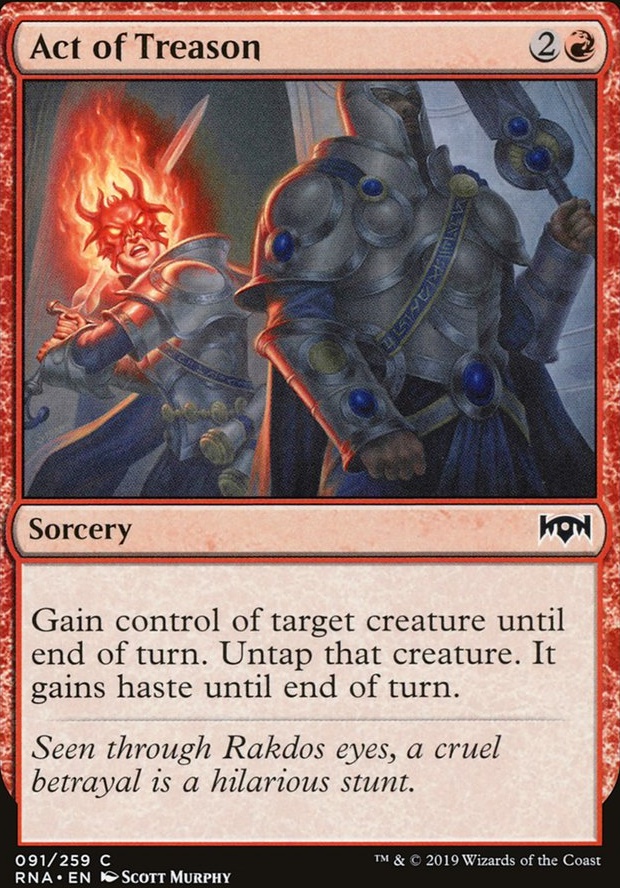 Act of Treason 2
Sorcery
Gain control of target creature until
end of turn. Untap that creature. It
gains haste until end of turn.
Seen through Rakdos eyes, a cruel
betrayal is a hilarious stunt.
091/259 C
RNA • EN Scott Murphy
™ & © 2019 Wizards of the Coast